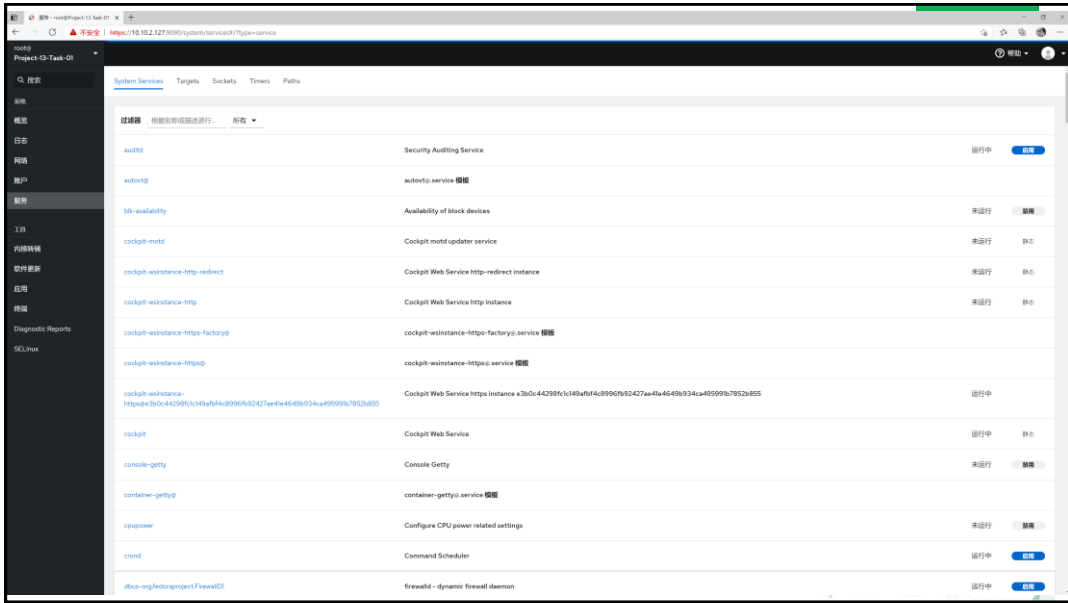 服务 - root@Project-13-Task-01
不安全 https://10.10.2.127:9090/system/services#/?type=service
root@
Project-13-Task-01
帮助
搜索
系统
概览
日志
网络
账户
服务
工具
内核转储
软件更新
应用
终端
Diagnostic Reports
SELinux
System Services Targets Sockets Timers Paths
过滤器 根据名称或描述进行... 所有
auditd Security Auditing Service 运行中 启用
autovt@ autovt@.service 模板
blk-availability Availability of block devices 未运行 禁用
cockpit-motd Cockpit motd updater service 未运行 静态
cockpit-wsinstance-http-redirect Cockpit Web Service http-redirect instance 未运行 静态
cockpit-wsinstance-http Cockpit Web Service http instance 未运行 静态
cockpit-wsinstance-https-factory@ cockpit-wsinstance-https-factory@.service 模板
cockpit-wsinstance-https@ cockpit-wsinstance-https@.service 模板
cockpit-wsinstance- Cockpit Web Service https instance e3b0c44298fc1c149afbf4c8996fb92427ae41e4649b934ca495991b7852b855 运行中
https@e3b0c44298fc1c149afbf4c8996fb92427ae41e4649b934ca495991b7852b855
cockpit Cockpit Web Service 运行中 静态
console-getty Console Getty 未运行 禁用
container-getty@ container-getty@.service 模板
cpupower Configure CPU power related settings 未运行 禁用
crond Command Scheduler 运行中 启用
dbus-org.fedoraproject.FirewallD1 firewalld - dynamic firewall daemon 运行中 启用